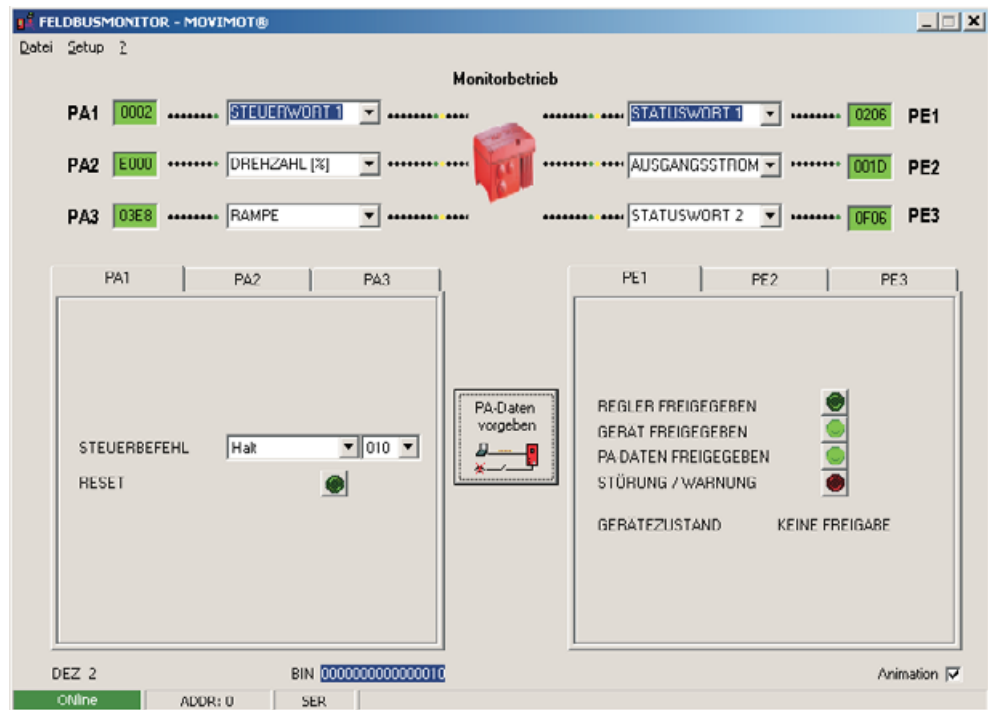 FELDBUSMONITOR - MOVIMOT®
Datei Setup ?
Monitorbetrieb
PA1 0002 STEUERWORT 1 STATUSWORT 1 0206 PE1
PA2 E000 DREHZAHL [%] AUSGANGSSTROM 001D PE2
PA3 03E8 RAMPE STATUSWORT 2 0F06 PE3
PA1 PA2 PA3 PE1 PE2 PE3
PA-Daten
vorgeben
STEUERBEFEHL Halt 010
RESET
REGLER FREIGEGEBEN
GERÄT FREIGEGEBEN
PA DATEN FREIGEGEBEN
STÖRUNG / WARNUNG
GERÄTEZUSTAND KEINE FREIGABE
DEZ 2 BIN 0000000000000010 Animation
ONline ADDR: 0 SER